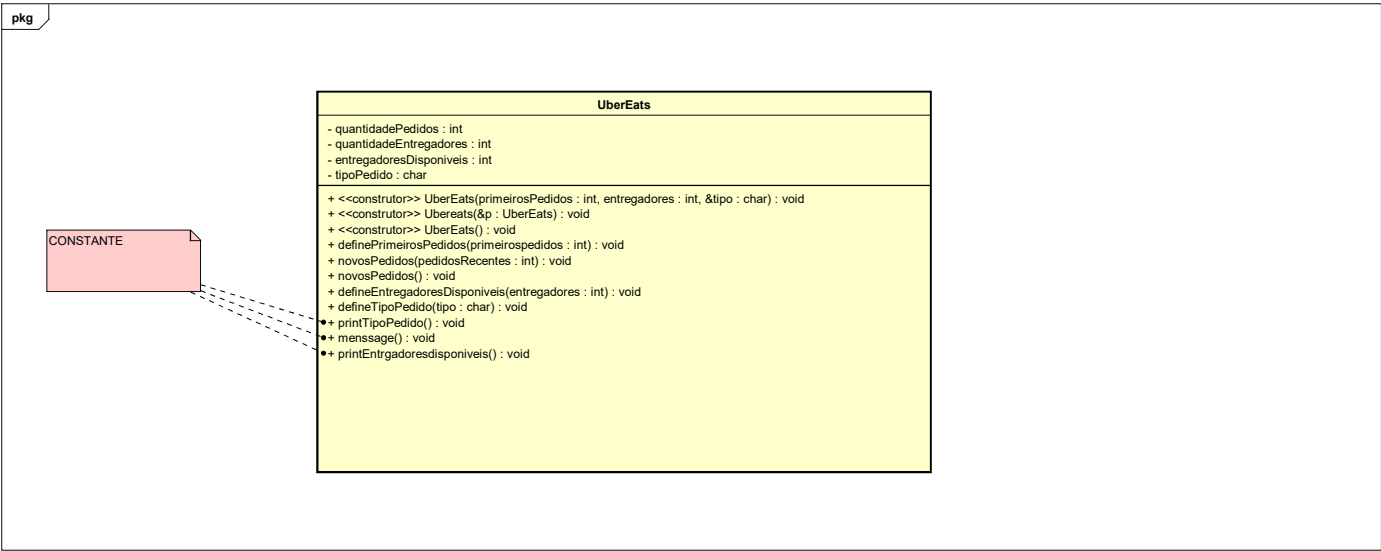 pkg
UberEats
- quantidadePedidos : int
- quantidadeEntregadores : int
- entregadoresDisponiveis : int
- tipoPedido : char
+ <<construtor>> UberEats(primeirosPedidos : int, entregadores : int, &tipo : char) : void
+ <<construtor>> Ubereats(&p : UberEats) : void
+ <<construtor>> UberEats() : void
+ definePrimeirosPedidos(primeirospedidos : int) : void
+ novosPedidos(pedidosRecentes : int) : void
+ novosPedidos() : void
+ defineEntregadoresDisponiveis(entregadores : int) : void
+ defineTipoPedido(tipo : char) : void
+ printTipoPedido() : void
+ menssage() : void
+ printEntrgadoresdisponiveis() : void
CONSTANTE